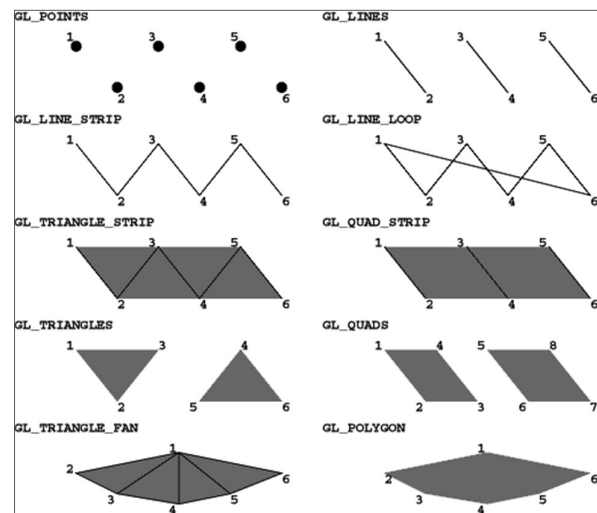 GL_POINTS
1 3 5
2 4 6
GL_LINES
1 3 5
2 4 6
GL_LINE_STRIP
1 3 5
2 4 6
GL_LINE_LOOP
1 3 5
2 4 6
GL_TRIANGLE_STRIP
1 3 5
2 4 6
GL_QUAD_STRIP
1 3 5
2 4 6
GL_TRIANGLES
1 3 4
2 5 6
GL_QUADS
1 4 5 8
2 3 6 7
GL_TRIANGLE_FAN
1
2 6
3 5
4
GL_POLYGON
1
2 6
3 5
4